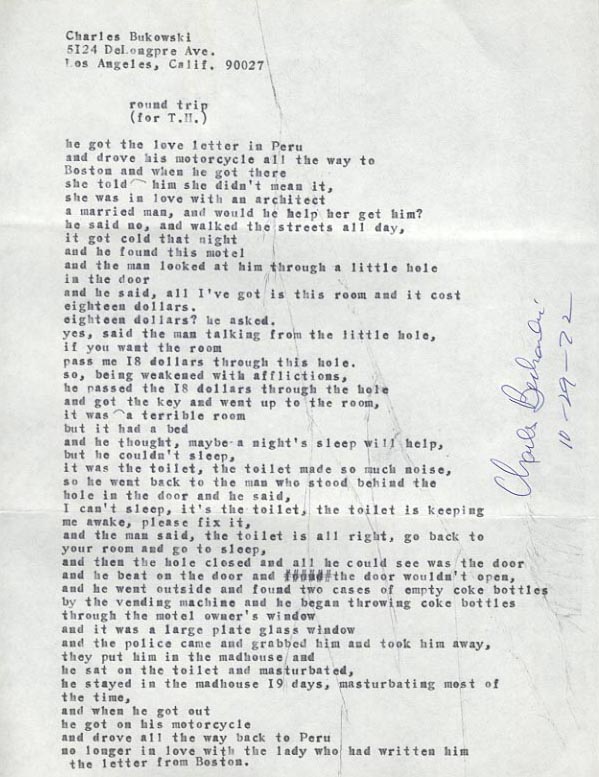 Charles Bukowski
5I24 DeLongpre Ave.
Los Angeles, Calif. 90027
round trip
(for T.H.)
he got the love letter in Peru
and drove his motorcycle all the way to
Boston and when he got there
she told him she didn't mean it,
she was in love with an architect
a married man, and would he help her get him?
he said no, and walked the streets all day,
it got cold that night
and he found this motel
and the man looked at him through a little hole
in the door
and he said, all I've got is this room and it cost
eighteen dollars.
eighteen dollars? he asked.
yes, said the man talking from the little hole,
if you want the room
pass me I8 dollars through this hole.
so, being weakened with afflictions,
he passed the I8 dollars through the hole
and got the key and went up to the room,
it was a terrible room
but it had a bed
and he thought, maybe a night's sleep will help,
but he couldn't sleep,
it was the toilet, the toilet made so much noise,
so he went back to the man who stood behind the
hole in the door and he said,
I can't sleep, it's the toilet, the toilet is keeping
me awake, please fix it,
and the man said, the toilet is all right, go back to
your room and go to sleep,
and then the hole closed and all he could see was the door
and he beat on the door and the door wouldn't open,
and he went outside and found two cases of empty coke bottles
by the vending machine and he began throwing coke bottles
through the motel owner's window
and it was a large plate glass window
and the police came and grabbed him and took him away,
they put him in the madhouse and
he sat on the toilet and masturbated,
he stayed in the madhouse I9 days, masturbating most of
the time,
and when he got out
he got on his motorcycle
and drove all the way back to Peru
no longer in love with the lady who had written him
the letter from Boston.
Charles Bukowski
10-29-72